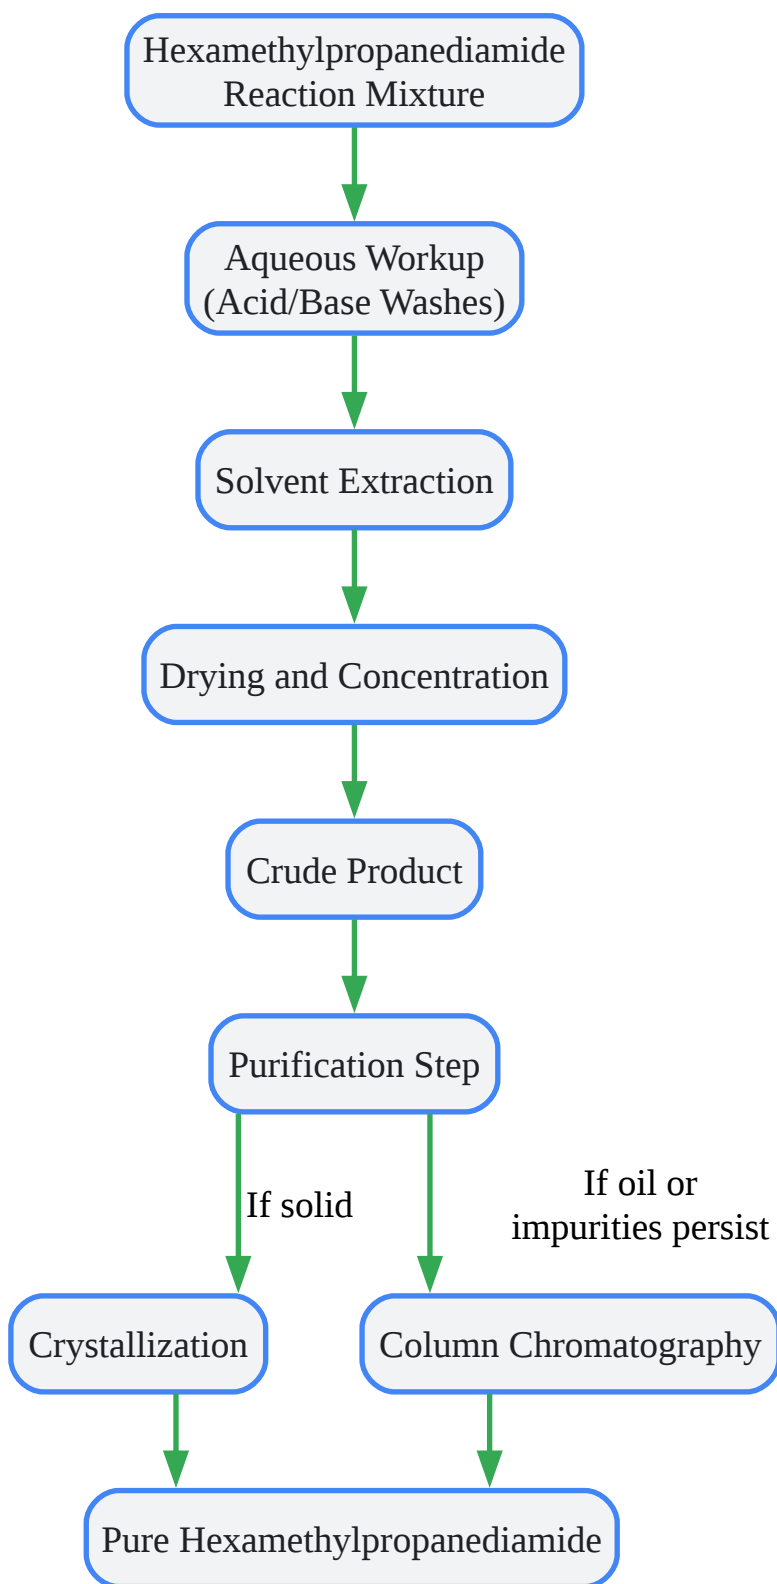 Hexamethylpropanediamide
Reaction Mixture
Aqueous Workup
(Acid/Base Washes)
Solvent Extraction
Drying and Concentration
Crude Product
Purification Step
If solid
If oil or
impurities persist
Crystallization
Column Chromatography
Pure Hexamethylpropanediamide